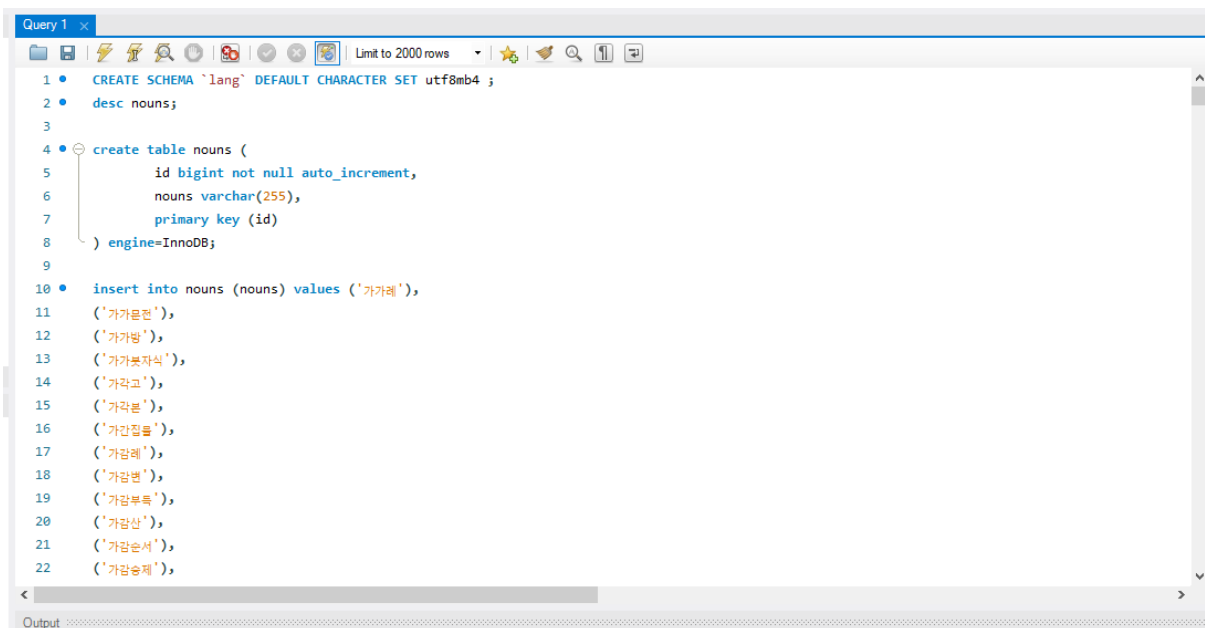 Query 1
Limit to 2000 rows
1 CREATE SCHEMA `lang` DEFAULT CHARACTER SET utf8mb4 ;
2 desc nouns;
3
4 create table nouns (
5 id bigint not null auto_increment,
6 nouns varchar(255),
7 primary key (id)
8 ) engine=InnoDB;
9
10 insert into nouns (nouns) values ('가가례'),
11 ('가가문전'),
12 ('가가방'),
13 ('가가붓자식'),
14 ('가각고'),
15 ('가각본'),
16 ('가간집물'),
17 ('가감례'),
18 ('가감변'),
19 ('가감부득'),
20 ('가감산'),
21 ('가감순서'),
22 ('가감승제'),
Output